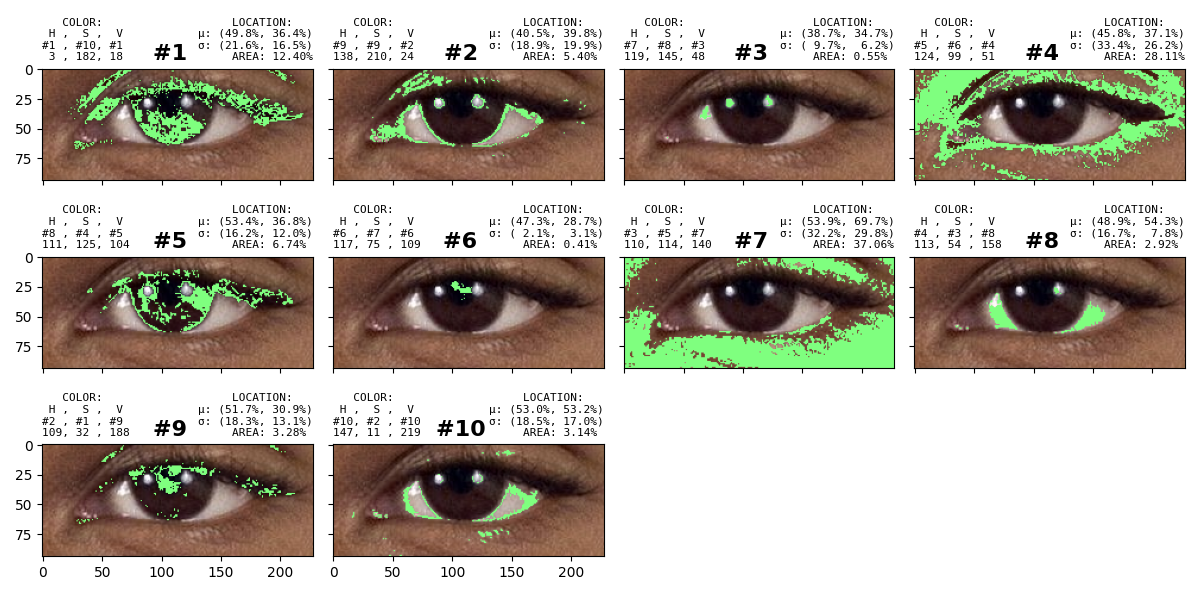 COLOR: LOCATION: COLOR: LOCATION: COLOR: LOCATION: COLOR: LOCATION:
H , S , V μ: (49.8%, 36.4%) H , S , V μ: (40.5%, 39.8%) H , S , V μ: (38.7%, 34.7%) H , S , V μ: (45.8%, 37.1%)
#1 , #10, #1 #1 σ: (21.6%, 16.5%) #9 , #9 , #2 #2 σ: (18.9%, 19.9%) #7 , #8 , #3 #3 σ: ( 9.7%, 6.2%) #5 , #6 , #4 #4 σ: (33.4%, 26.2%)
3 , 182, 18 AREA: 12.40% 138, 210, 24 AREA: 5.40% 119, 145, 48 AREA: 0.55% 124, 99 , 51 AREA: 28.11%
0
25
50
75
COLOR: LOCATION: COLOR: LOCATION: COLOR: LOCATION: COLOR: LOCATION:
H , S , V μ: (53.4%, 36.8%) H , S , V μ: (47.3%, 28.7%) H , S , V μ: (53.9%, 69.7%) H , S , V μ: (48.9%, 54.3%)
#8 , #4 , #5 #5 σ: (16.2%, 12.0%) #6 , #7 , #6 #6 σ: ( 2.1%, 3.1%) #3 , #5 , #7 #7 σ: (32.2%, 29.8%) #4 , #3 , #8 #8 σ: (16.7%, 7.8%)
111, 125, 104 AREA: 6.74% 117, 75 , 109 AREA: 0.41% 110, 114, 140 AREA: 37.06% 113, 54 , 158 AREA: 2.92%
0
25
50
75
COLOR: LOCATION: COLOR: LOCATION:
H , S , V μ: (51.7%, 30.9%) H , S , V μ: (53.0%, 53.2%)
#2 , #1 , #9 #9 σ: (18.3%, 13.1%) #10, #2 , #10 #10 σ: (18.5%, 17.0%)
109, 32 , 188 AREA: 3.28% 147, 11 , 219 AREA: 3.14%
0
25
50
75
0 50 100 150 200 0 50 100 150 200